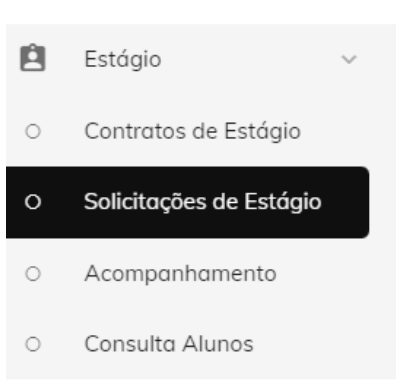 Estágio
Contratos de Estágio
Solicitações de Estágio
Acompanhamento
Consulta Alunos